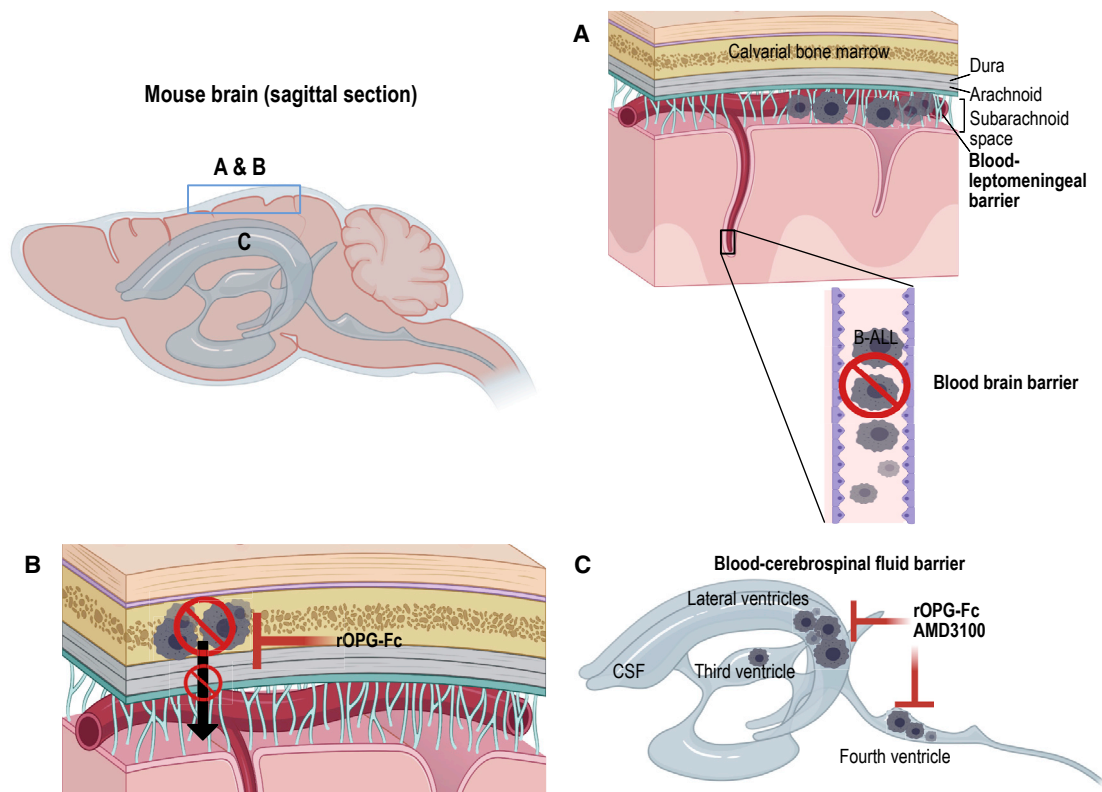 Mouse brain (sagittal section)
A & B
C
A
Calvarial bone marrow
Dura
Arachnoid
Subarachnoid
space
Blood-
leptomeningeal
barrier
B-ALL
Blood brain barrier
B
rOPG-Fc
C
Blood-cerebrospinal fluid barrier
Lateral ventricles
rOPG-Fc
AMD3100
CSF
Third ventricle
Fourth ventricle